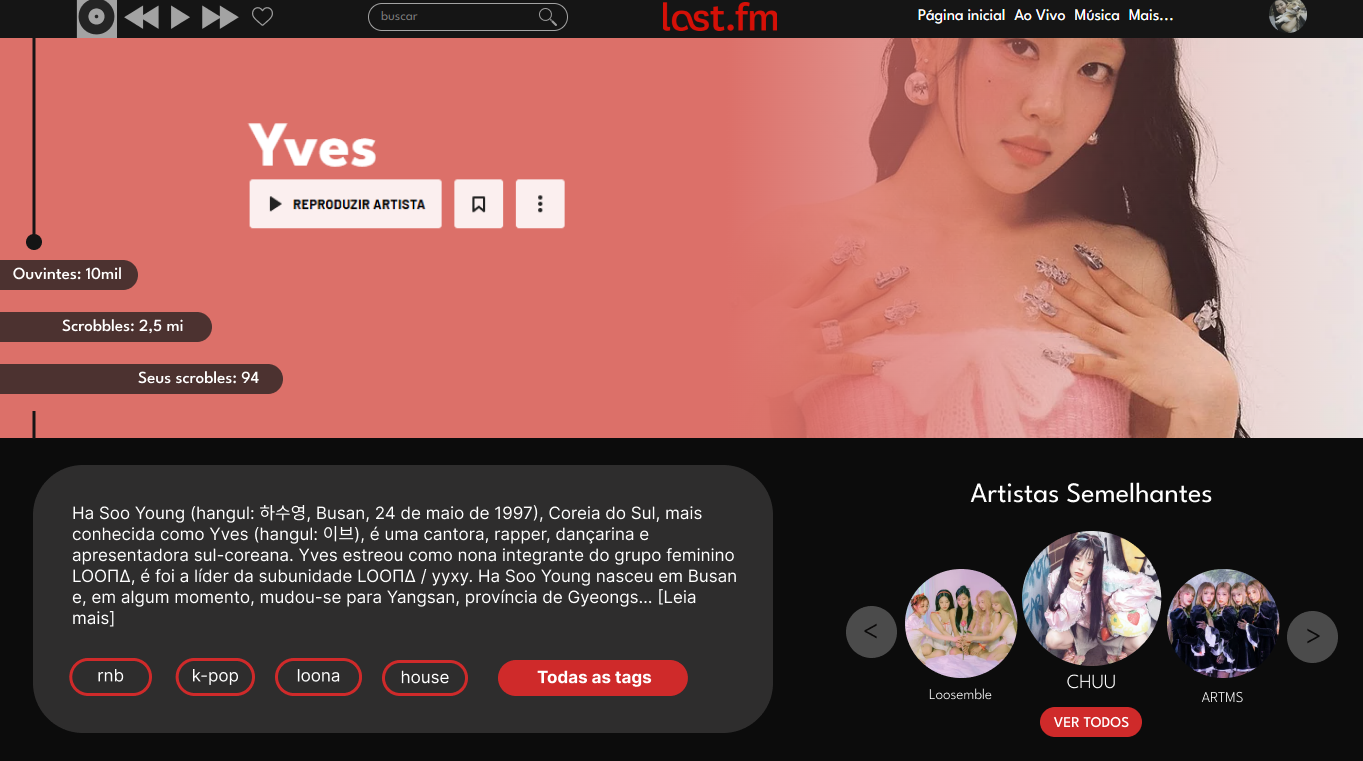 buscar
last.fm
Página inicial Ao Vivo Música Mais...
Yves
REPRODUZIR ARTISTA
Ouvintes: 10mil
Scrobbles: 2,5 mi
Seus scrobles: 94
Ha Soo Young (hangul: 하수영, Busan, 24 de maio de 1997), Coreia do Sul, mais
conhecida como Yves (hangul: 이브), é uma cantora, rapper, dançarina e
apresentadora sul-coreana. Yves estreou como nona integrante do grupo feminino
LOOΠΔ, é foi a líder da subunidade LOOΠΔ / yyxy. Ha Soo Young nasceu em Busan
e, em algum momento, mudou-se para Yangsan, província de Gyeongs... [Leia
mais]
rnb k-pop loona house Todas as tags
Artistas Semelhantes
< >
Loosemble
CHUU
ARTMS
VER TODOS